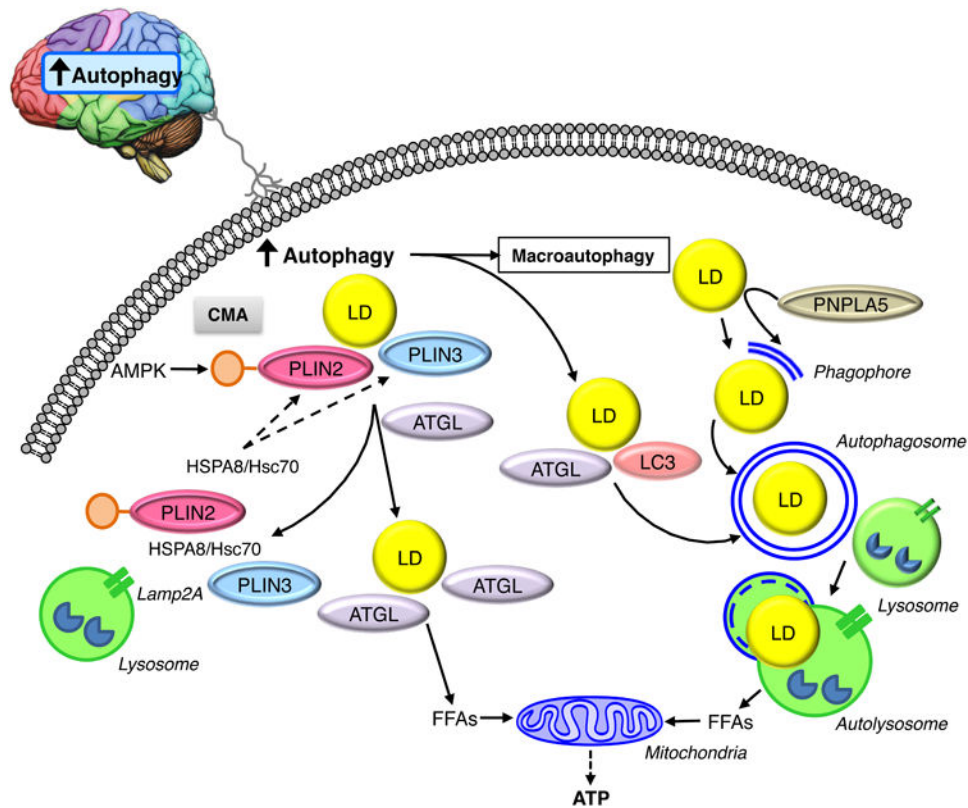 ↑ Autophagy
↑ Autophagy
Macroautophagy
LD
PNPLA5
CMA
LD
PLIN3
Phagophore
AMPK
PLIN2
LD
ATGL
LD
Autophagosome
HSPA8/Hsc70
ATGL
LC3
LD
PLIN2
HSPA8/Hsc70
LD
Lamp2A
PLIN3
ATGL
Lysosome
ATGL
LD
Lysosome
FFAs
FFAs
Autolysosome
Mitochondria
ATP